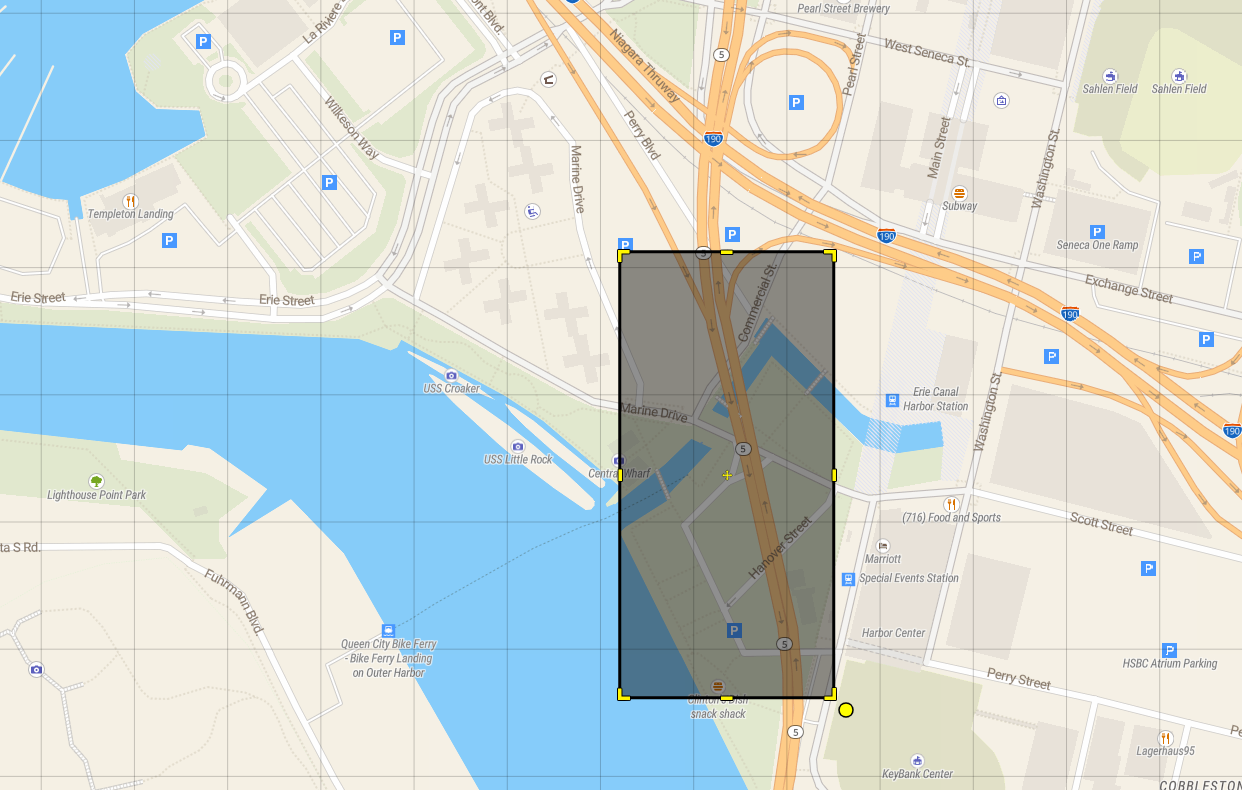 Pearl Street Brewery
La Riviere
ont Blvd.
P
P
Niagara Thruway
5
Pearl Street
West Seneca St.
Sahlen Field
Sahlen Field
P
Wilkeson Way
Perry Blvd
190
Main Street
Washington St.
Marine Drive
P
Subway
Templeton Landing
P
P
P
190
P
Seneca One Ramp
P
5
Exchange Street
Erie Street
Erie Street
Commercial St.
190
P
P
USS Croaker
Erie Canal
Harbor Station
Washington St.
Marine Drive
190
5
USS Little Rock
Central Wharf
Lighthouse Point Park
(716) Food and Sports
Scott Street
ta S Rd.
Hanover Street
Marriott
P
Fuhrmann Blvd.
Special Events Station
P
Harbor Center
5
Queen City Bike Ferry
- Bike Ferry Landing
on Outer Harbor
P
HSBC Atrium Parking
Perry Street
Clinton's Dish
snack shack
5
Pe
Lagerhaus95
KeyBank Center
COBBLESTON